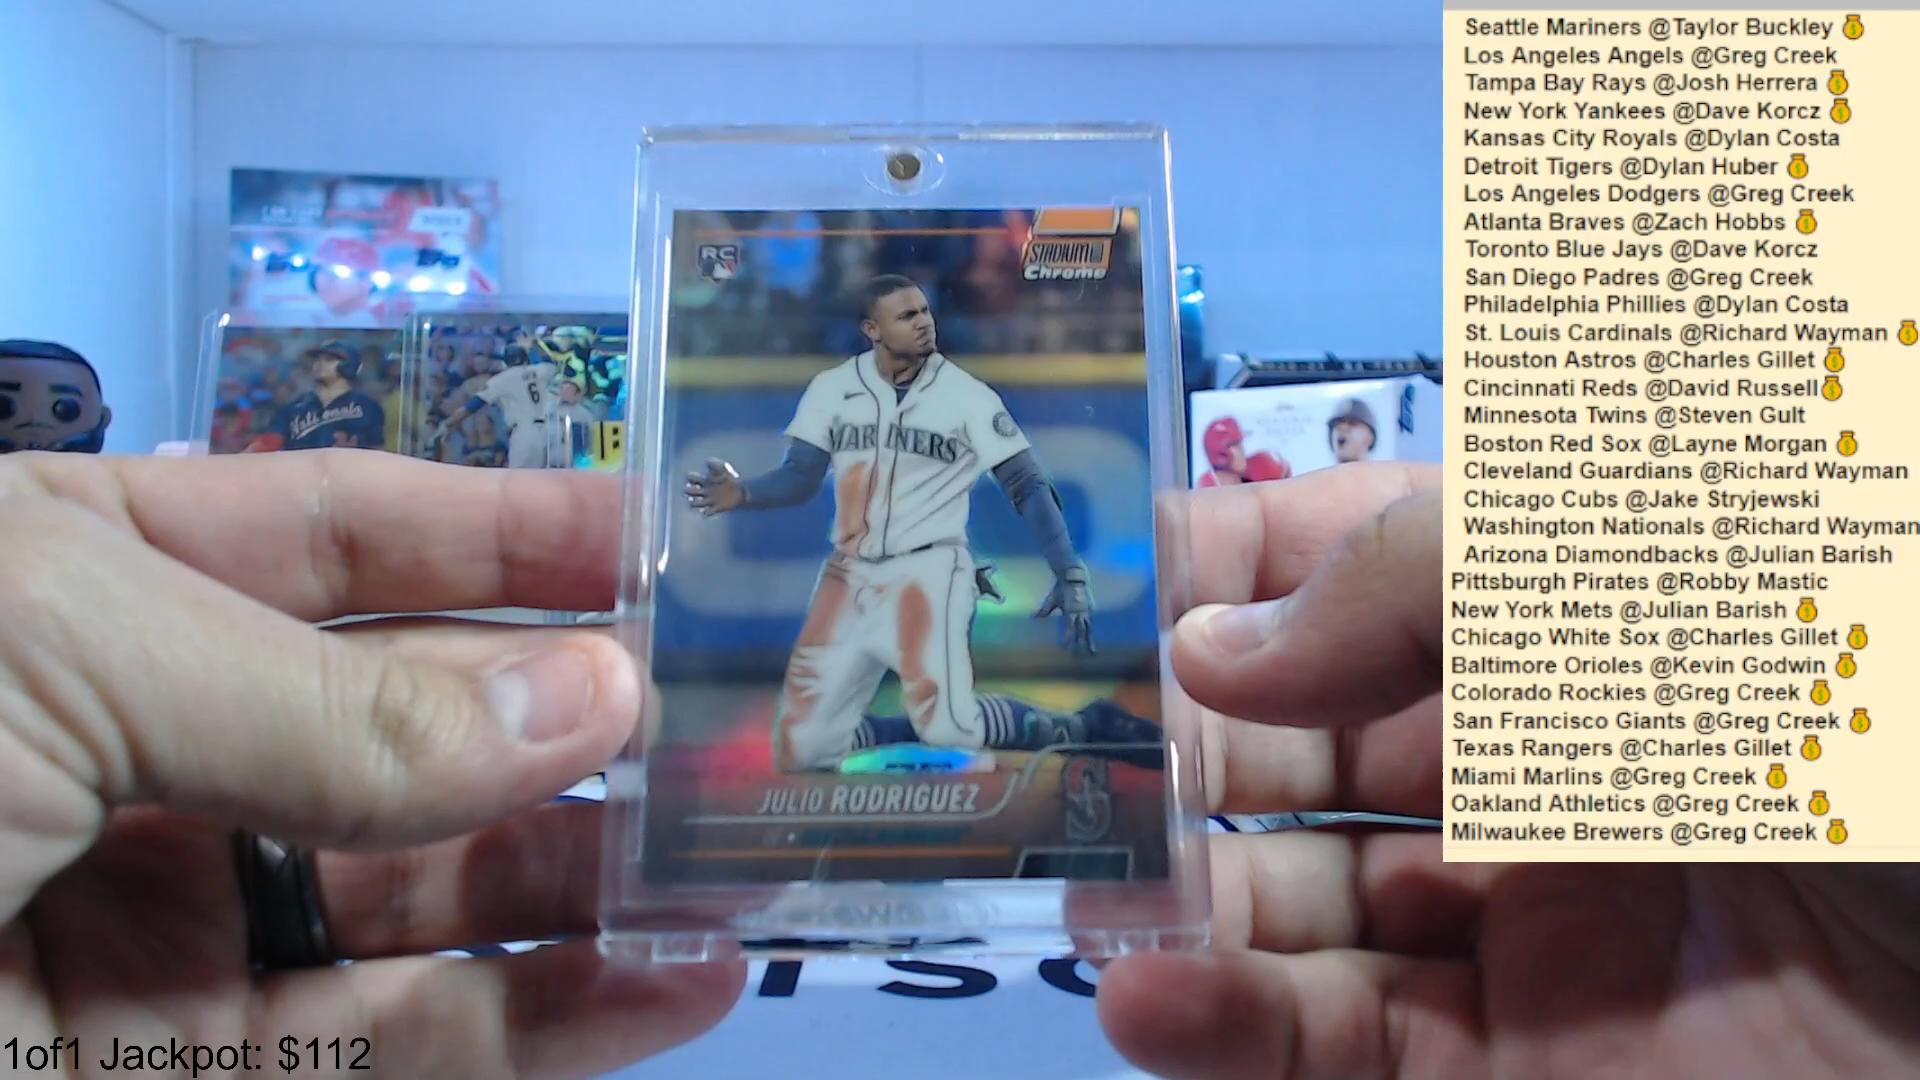 RC
STADIUM
Chrome
MARINERS
JULIO RODRIGUEZ
Nationals
6
Seattle Mariners @Taylor Buckley
Los Angeles Angels @Greg Creek
Tampa Bay Rays @Josh Herrera
New York Yankees @Dave Korcz
Kansas City Royals @Dylan Costa
Detroit Tigers @Dylan Huber
Los Angeles Dodgers @Greg Creek
Atlanta Braves @Zach Hobbs
Toronto Blue Jays @Dave Korcz
San Diego Padres @Greg Creek
Philadelphia Phillies @Dylan Costa
St. Louis Cardinals @Richard Wayman
Houston Astros @Charles Gillet
Cincinnati Reds @David Russell
Minnesota Twins @Steven Gult
Boston Red Sox @Layne Morgan
Cleveland Guardians @Richard Wayman
Chicago Cubs @Jake Stryjewski
Washington Nationals @Richard Wayman
Arizona Diamondbacks @Julian Barish
Pittsburgh Pirates @Robby Mastic
New York Mets @Julian Barish
Chicago White Sox @Charles Gillet
Baltimore Orioles @Kevin Godwin
Colorado Rockies @Greg Creek
San Francisco Giants @Greg Creek
Texas Rangers @Charles Gillet
Miami Marlins @Greg Creek
Oakland Athletics @Greg Creek
Milwaukee Brewers @Greg Creek
1of1 Jackpot: $112